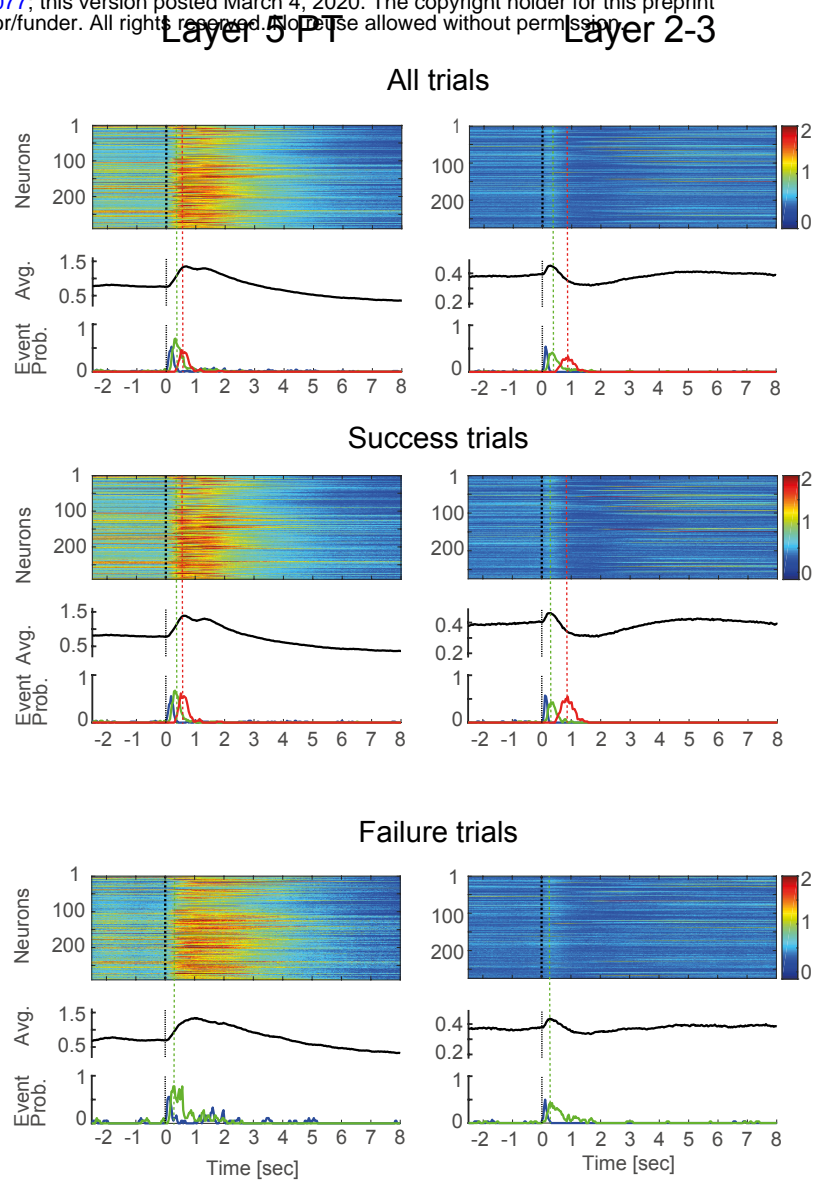 077; this version posted March 4, 2020. The copyright holder for this preprint
or/funder. All rights reserved. No reuse allowed without permission.
Layer 5 PT Layer 2-3
All trials
Neurons 1 100 200 1 100 200 2 1 0
Avg. 1.5 0.5 0.4 0.2
Event Prob. 1 0 1 0
-2 -1 0 1 2 3 4 5 6 7 8 -2 -1 0 1 2 3 4 5 6 7 8
Success trials
Neurons 1 100 200 1 100 200 2 1 0
Avg. 1.5 0.5 0.4 0.2
Event Prob. 1 0 1 0
-2 -1 0 1 2 3 4 5 6 7 8 -2 -1 0 1 2 3 4 5 6 7 8
Failure trials
Neurons 1 100 200 1 100 200 2 1 0
Avg. 1.5 0.5 0.4 0.2
Event Prob. 1 0 1 0
-2 -1 0 1 2 3 4 5 6 7 8 -2 -1 0 1 2 3 4 5 6 7 8
Time [sec] Time [sec]